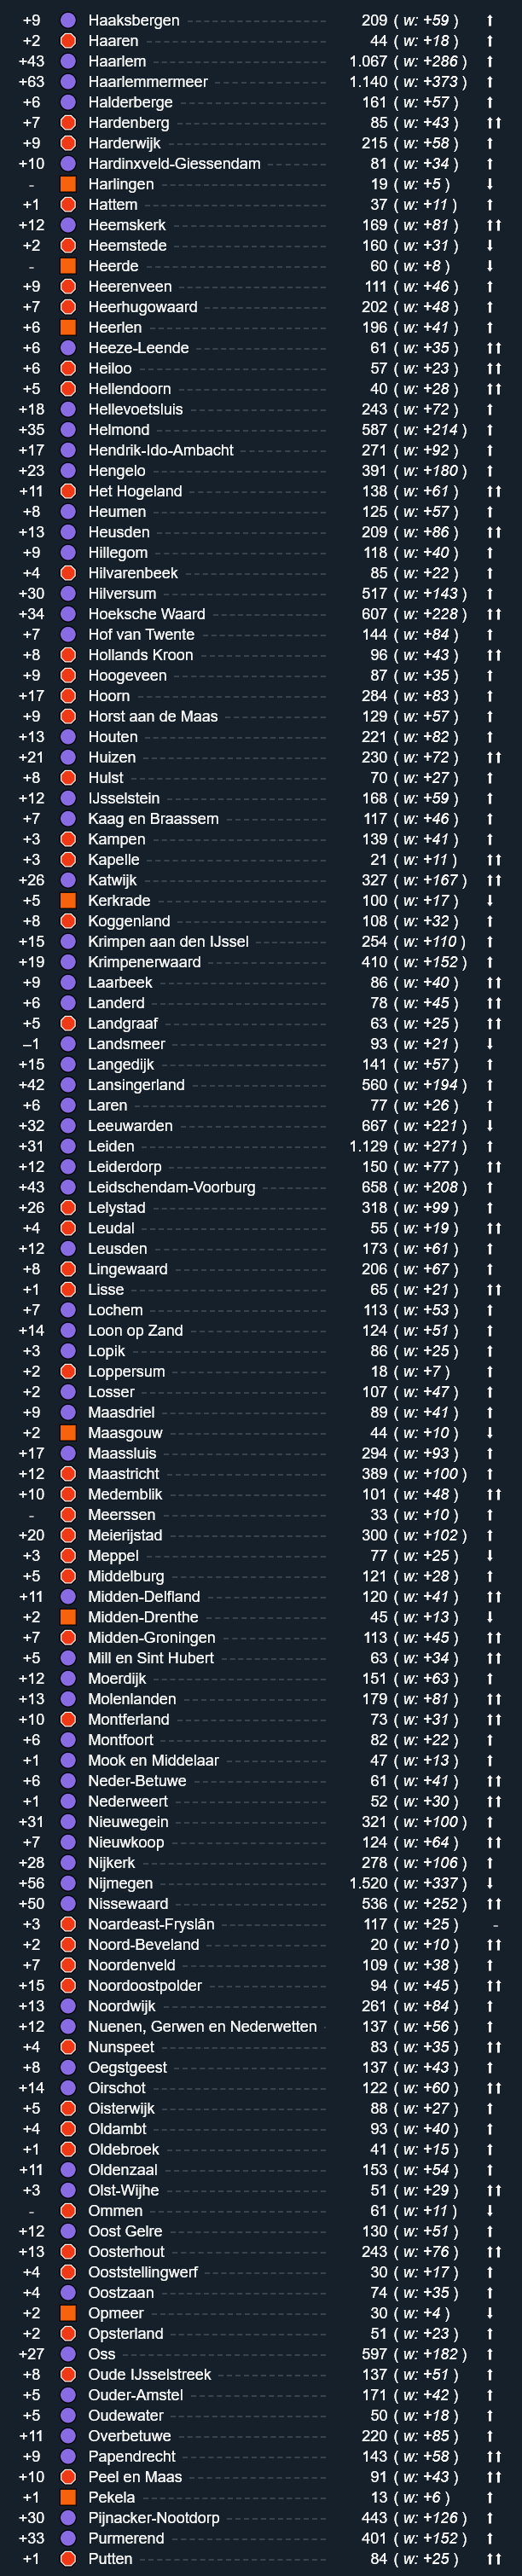 +9 Haaksbergen 209 ( w: +59 ) ↑
+2 Haaren 44 ( w: +18 ) ↑
+43 Haarlem 1.067 ( w: +286 ) ↑
+63 Haarlemmermeer 1.140 ( w: +373 ) ↑
+6 Halderberge 161 ( w: +57 ) ↑
+7 Hardenberg 85 ( w: +43 ) ↑↑
+9 Harderwijk 215 ( w: +58 ) ↑
+10 Hardinxveld-Giessendam 81 ( w: +34 ) ↑
- Harlingen 19 ( w: +5 ) ↓
+1 Hattem 37 ( w: +11 ) ↑
+12 Heemskerk 169 ( w: +81 ) ↑↑
+2 Heemstede 160 ( w: +31 ) ↓
- Heerde 60 ( w: +8 ) ↓
+9 Heerenveen 111 ( w: +46 ) ↑
+7 Heerhugowaard 202 ( w: +48 ) ↑
+6 Heerlen 196 ( w: +41 ) ↑
+6 Heeze-Leende 61 ( w: +35 ) ↑↑
+6 Heiloo 57 ( w: +23 ) ↑↑
+5 Hellendoorn 40 ( w: +28 ) ↑↑
+18 Hellevoetsluis 243 ( w: +72 ) ↑
+35 Helmond 587 ( w: +214 ) ↑
+17 Hendrik-Ido-Ambacht 271 ( w: +92 ) ↑
+23 Hengelo 391 ( w: +180 ) ↑
+11 Het Hogeland 138 ( w: +61 ) ↑↑
+8 Heumen 125 ( w: +57 ) ↑
+13 Heusden 209 ( w: +86 ) ↑↑
+9 Hillegom 118 ( w: +40 ) ↑
+4 Hilvarenbeek 85 ( w: +22 ) ↑
+30 Hilversum 517 ( w: +143 ) ↑
+34 Hoeksche Waard 607 ( w: +228 ) ↑↑
+7 Hof van Twente 144 ( w: +84 ) ↑
+8 Hollands Kroon 96 ( w: +43 ) ↑↑
+9 Hoogeveen 87 ( w: +35 ) ↑
+17 Hoorn 284 ( w: +83 ) ↑
+9 Horst aan de Maas 129 ( w: +57 ) ↑
+13 Houten 221 ( w: +82 ) ↑
+21 Huizen 230 ( w: +72 ) ↑↑
+8 Hulst 70 ( w: +27 ) ↑
+12 IJsselstein 168 ( w: +59 ) ↑
+7 Kaag en Braassem 117 ( w: +46 ) ↑
+3 Kampen 139 ( w: +41 ) ↑
+3 Kapelle 21 ( w: +11 ) ↑↑
+26 Katwijk 327 ( w: +167 ) ↑↑
+5 Kerkrade 100 ( w: +17 ) ↓
+8 Koggenland 108 ( w: +32 ) ↑
+15 Krimpen aan den IJssel 254 ( w: +110 ) ↑
+19 Krimpenerwaard 410 ( w: +152 ) ↑
+9 Laarbeek 86 ( w: +40 ) ↑↑
+6 Landerd 78 ( w: +45 ) ↑↑
+5 Landgraaf 63 ( w: +25 ) ↑↑
–1 Landsmeer 93 ( w: +21 ) ↓
+15 Langedijk 141 ( w: +57 ) ↑
+42 Lansingerland 560 ( w: +194 ) ↑
+6 Laren 77 ( w: +26 ) ↑
+32 Leeuwarden 667 ( w: +221 ) ↓
+31 Leiden 1.129 ( w: +271 ) ↑
+12 Leiderdorp 150 ( w: +77 ) ↑↑
+43 Leidschendam-Voorburg 658 ( w: +208 ) ↑
+26 Lelystad 318 ( w: +99 ) ↑
+4 Leudal 55 ( w: +19 ) ↑↑
+12 Leusden 173 ( w: +61 ) ↑
+8 Lingewaard 206 ( w: +67 ) ↑
+1 Lisse 65 ( w: +21 ) ↑↑
+7 Lochem 113 ( w: +53 ) ↑
+14 Loon op Zand 124 ( w: +51 ) ↑
+3 Lopik 86 ( w: +25 ) ↑
+2 Loppersum 18 ( w: +7 ) ↑
+2 Losser 107 ( w: +47 ) ↑
+9 Maasdriel 89 ( w: +41 ) ↑
+2 Maasgouw 44 ( w: +10 ) ↓
+17 Maassluis 294 ( w: +93 ) ↑
+12 Maastricht 389 ( w: +100 ) ↑
+10 Medemblik 101 ( w: +48 ) ↑↑
- Meerssen 33 ( w: +10 ) ↑
+20 Meierijstad 300 ( w: +102 ) ↑
+3 Meppel 77 ( w: +25 ) ↓
+5 Middelburg 121 ( w: +28 ) ↑
+11 Midden-Delfland 120 ( w: +41 ) ↑↑
+2 Midden-Drenthe 45 ( w: +13 ) ↓
+7 Midden-Groningen 113 ( w: +45 ) ↑↑
+5 Mill en Sint Hubert 63 ( w: +34 ) ↑↑
+12 Moerdijk 151 ( w: +63 ) ↑
+13 Molenlanden 179 ( w: +81 ) ↑↑
+10 Montferland 73 ( w: +31 ) ↑↑
+6 Montfoort 82 ( w: +22 ) ↑
+1 Mook en Middelaar 47 ( w: +13 ) ↑
+6 Neder-Betuwe 61 ( w: +41 ) ↑↑
+1 Nederweert 52 ( w: +30 ) ↑↑
+31 Nieuwegein 321 ( w: +100 ) ↑
+7 Nieuwkoop 124 ( w: +64 ) ↑↑
+28 Nijkerk 278 ( w: +106 ) ↑
+56 Nijmegen 1.520 ( w: +337 ) ↓
+50 Nissewaard 536 ( w: +252 ) ↑↑
+3 Noardeast-Fryslân 117 ( w: +25 ) -
+2 Noord-Beveland 20 ( w: +10 ) ↑↑
+7 Noordenveld 109 ( w: +38 ) ↑
+15 Noordoostpolder 94 ( w: +45 ) ↑↑
+13 Noordwijk 261 ( w: +84 ) ↑
+12 Nuenen, Gerwen en Nederwetten 137 ( w: +56 ) ↑
+4 Nunspeet 83 ( w: +35 ) ↑↑
+8 Oegstgeest 137 ( w: +43 ) ↑
+14 Oirschot 122 ( w: +60 ) ↑↑
+5 Oisterwijk 88 ( w: +27 ) ↑
+4 Oldambt 93 ( w: +40 ) ↑
+1 Oldebroek 41 ( w: +15 ) ↑
+11 Oldenzaal 153 ( w: +54 ) ↑
+3 Olst-Wijhe 51 ( w: +29 ) ↑↑
- Ommen 61 ( w: +11 ) ↓
+12 Oost Gelre 130 ( w: +51 ) ↑
+13 Oosterhout 243 ( w: +76 ) ↑↑
+4 Ooststellingwerf 30 ( w: +17 ) ↑
+4 Oostzaan 74 ( w: +35 ) ↑
+2 Opmeer 30 ( w: +4 ) ↓
+2 Opsterland 51 ( w: +23 ) ↑
+27 Oss 597 ( w: +182 ) ↑
+8 Oude IJsselstreek 137 ( w: +51 ) ↑
+5 Ouder-Amstel 171 ( w: +42 ) ↑
+5 Oudewater 50 ( w: +18 ) ↑
+11 Overbetuwe 220 ( w: +85 ) ↑
+9 Papendrecht 143 ( w: +58 ) ↑↑
+10 Peel en Maas 91 ( w: +43 ) ↑↑
+1 Pekela 13 ( w: +6 ) ↑
+30 Pijnacker-Nootdorp 443 ( w: +126 ) ↑
+33 Purmerend 401 ( w: +152 ) ↑
+1 Putten 84 ( w: +25 ) ↑↑